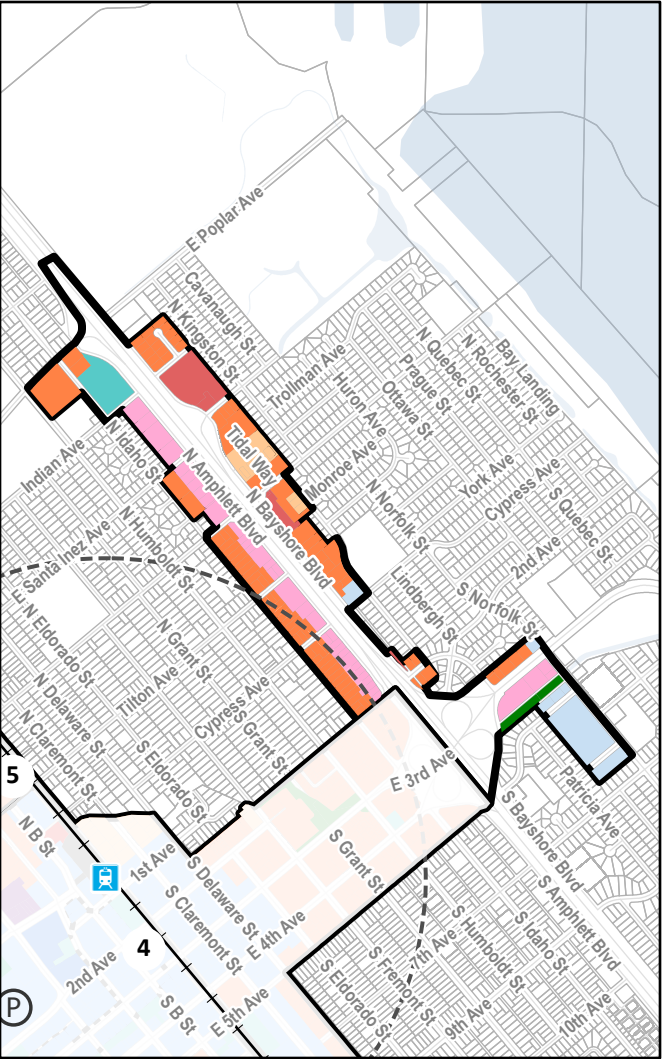 E Poplar Ave
Cavanaugh St
N Kingston St
Trollman Ave
N Quebec St
N Rochester St
Bay Landing
Prague St
Huron Ave
Ottawa St
Tidal Way
Indian Ave
N Idaho St
N Amphlett Blvd
Monroe Ave
York Ave
Cypress Ave
S Quebec St
N Bayshore Blvd
N Norfolk St
N Humboldt St
E Santa Inez Ave
2nd Ave
Lindbergh St
S Norfolk St
N Eldorado St
N Grant St
Tilton Ave
Cypress Ave
N Delaware St
S Grant St
N Claremont St
S Eldorado St
E 3rd Ave
5
Patricia Ave
S Bayshore Blvd
N B St
1st Ave
S Grant St
S Delaware St
S Claremont St
S Amphlett Blvd
E 4th Ave
S Idaho St
S Humboldt St
7th Ave
4
S Fremont St
2nd Ave
S Eldorado St
S B St
E 5th Ave
9th Ave
10th Ave
P